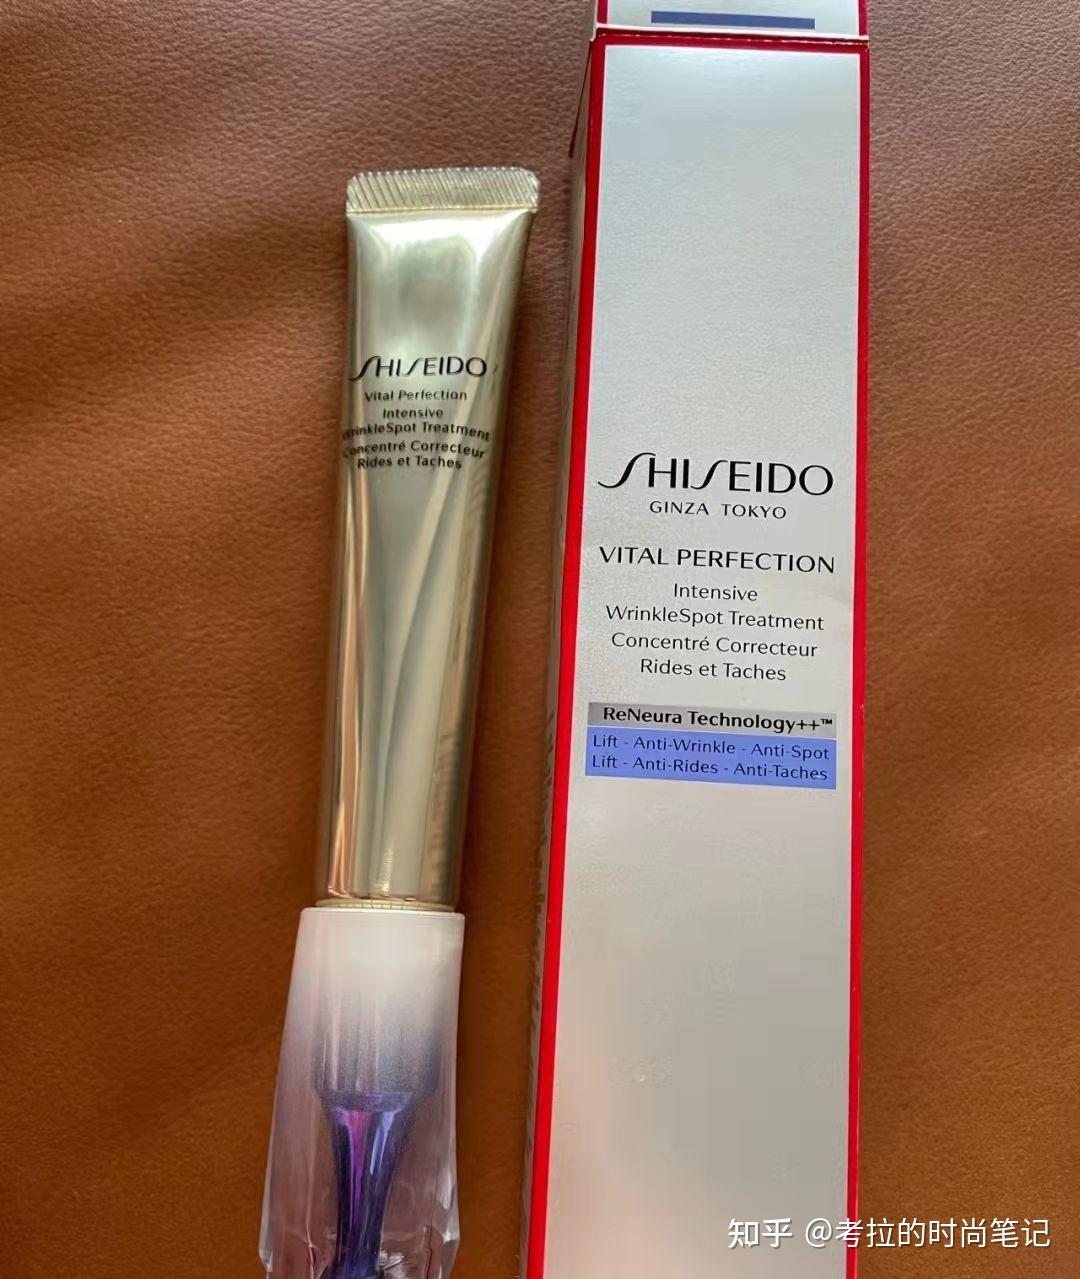 SHISEIDO
Vital Perfection
Intensive
WrinkleSpot Treatment
Concentré Correcteur
Rides et Taches
SHISEIDO
GINZA TOKYO
VITAL PERFECTION
Intensive
WrinkleSpot Treatment
Concentré Correcteur
Rides et Taches
ReNeura Technology++™
Lift - Anti-Wrinkle - Anti-Spot
Lift - Anti-Rides - Anti-Taches
知乎 @考拉的时尚笔记